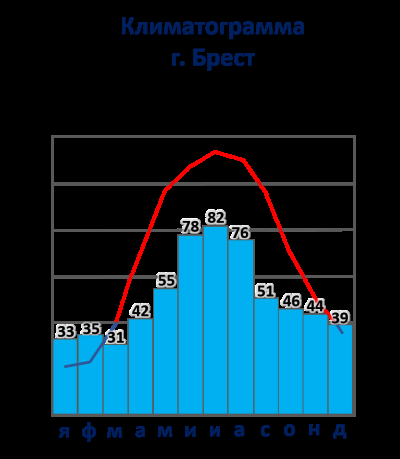 Климатограмма
г. Брест
33 35 31 42 55 78 82 76 51 46 44 39
я ф м а м и и а с о н д